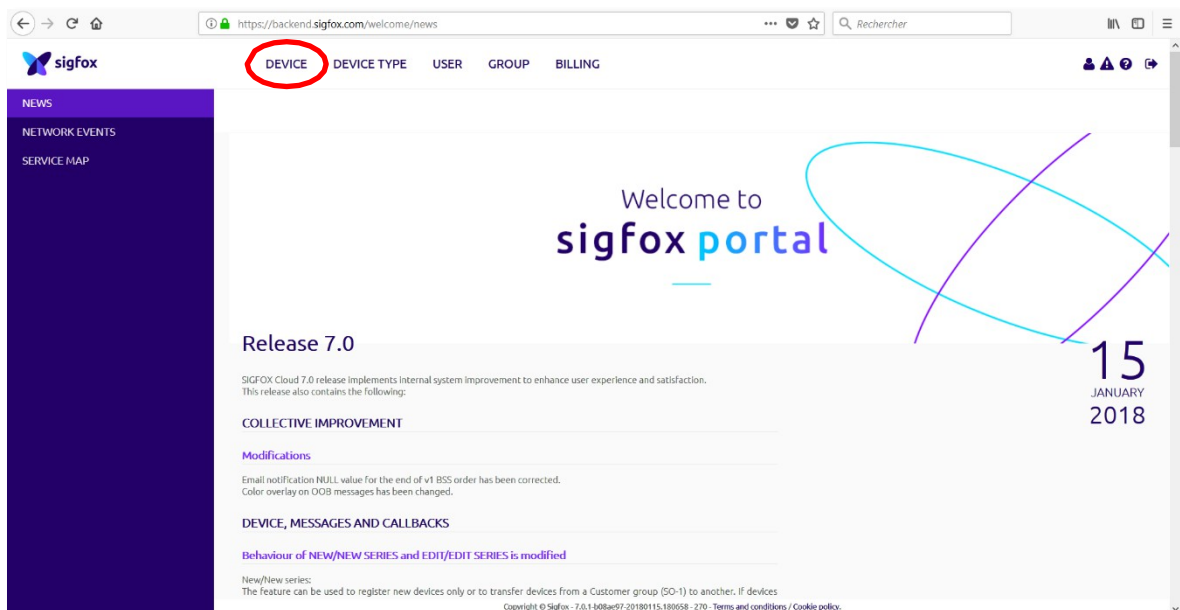 https://backend.sigfox.com/welcome/news
Rechercher
sigfox
DEVICE DEVICE TYPE USER GROUP BILLING
NEWS
NETWORK EVENTS
SERVICE MAP
Welcome to
sigfox portal
Release 7.0
15
JANUARY
2018
SIGFOX Cloud 7.0 release implements internal system improvement to enhance user experience and satisfaction.
This release also contains the following:
COLLECTIVE IMPROVEMENT
Modifications
Email notification NULL value for the end of v1 BSS order has been corrected.
Color overlay on OOB messages has been changed.
DEVICE, MESSAGES AND CALLBACKS
Behaviour of NEW/NEW SERIES and EDIT/EDIT SERIES is modified
New/New series:
The feature can be used to register new devices only or to transfer devices from a Customer group (SO-1) to another. If devices
Copyright © Sigfox - 7.0.1-b08ae97-20180115.180658 - 270 - Terms and conditions / Cookie policy.